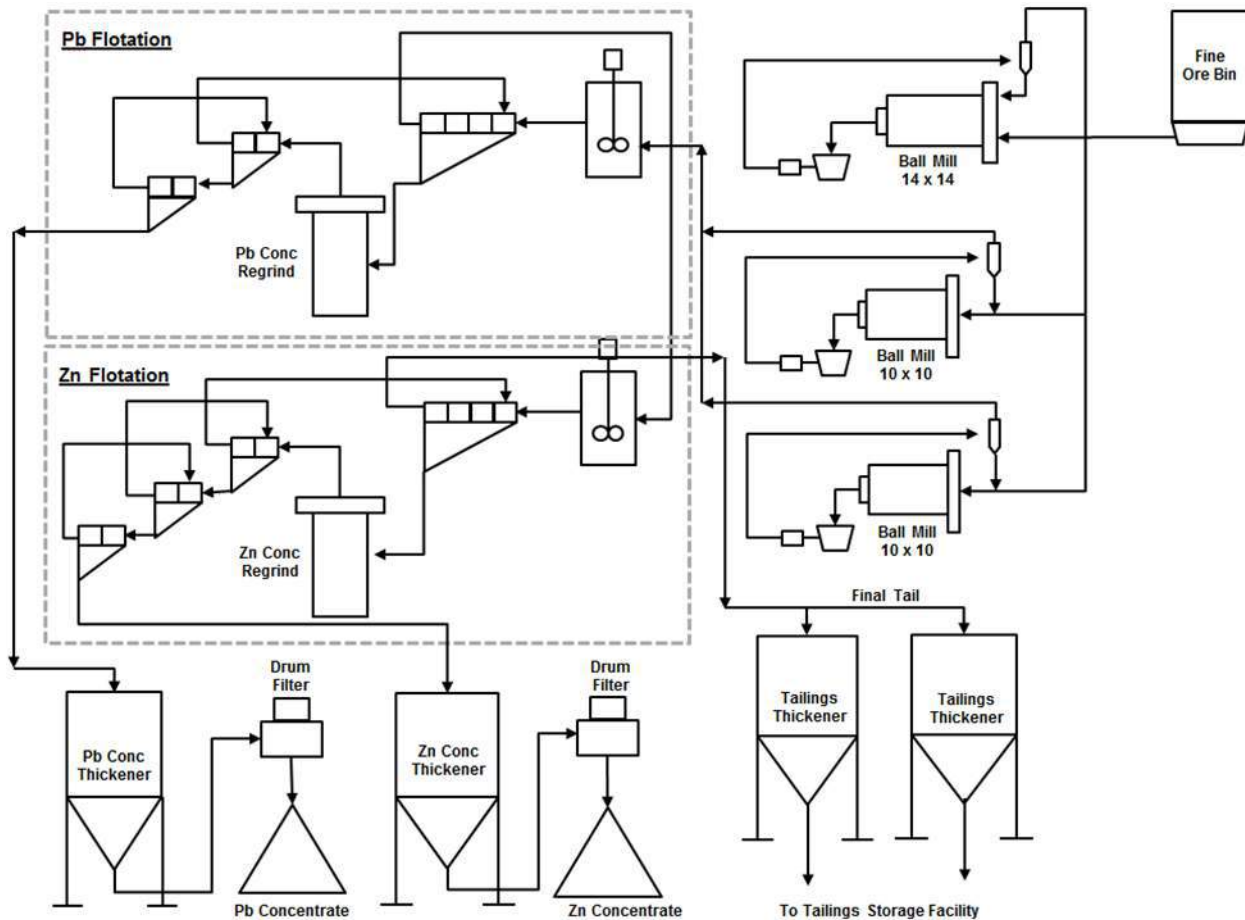 Pb Flotation
Fine
Ore Bin
Ball Mill
14 x 14
Pb Conc
Regrind
Ball Mill
10 x 10
Zn Flotation
Zn Conc
Regrind
Ball Mill
10 x 10
Final Tail
Drum
Filter
Drum
Filter
Tailings
Thickener
Tailings
Thickener
Pb Conc
Thickener
Zn Conc
Thickener
Pb Concentrate
Zn Concentrate
To Tailings Storage Facility